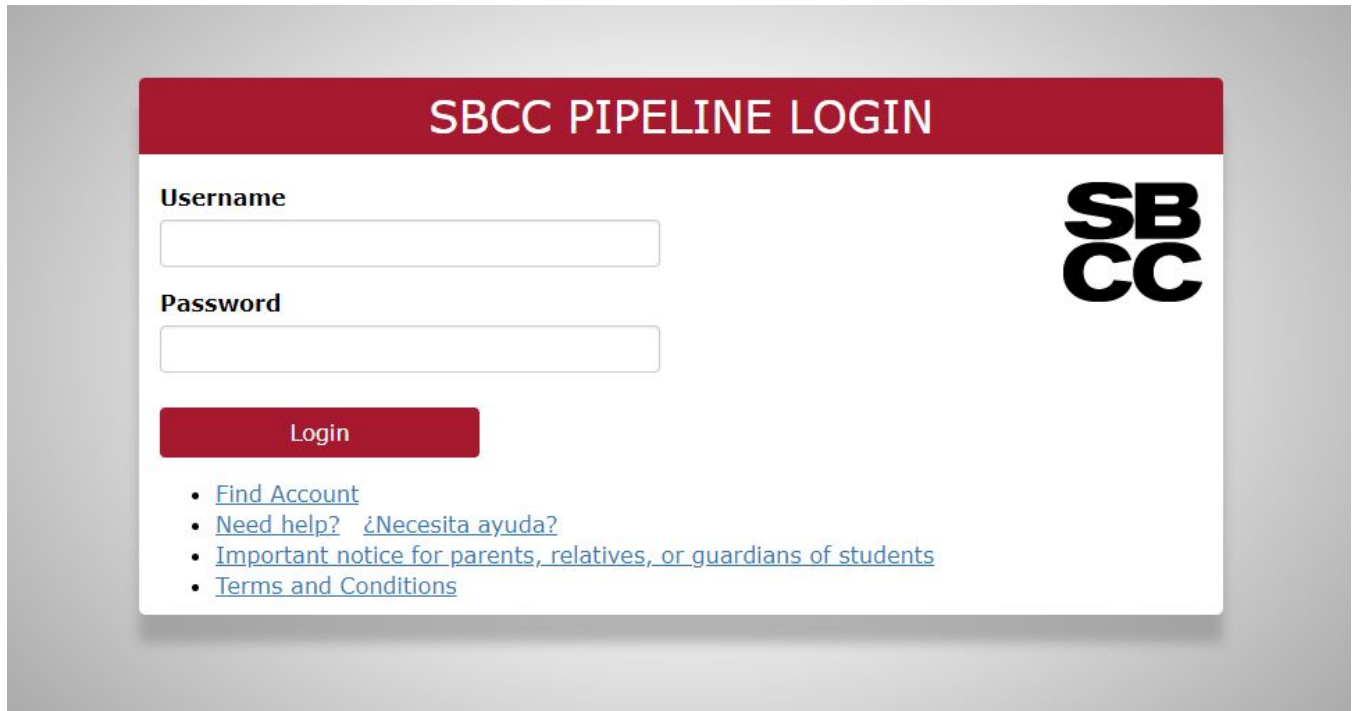 SBCC PIPELINE LOGIN
Username
SB
CC
Password
Login
Find Account
Need help? ¿Necesita ayuda?
Important notice for parents, relatives, or guardians of students
Terms and Conditions